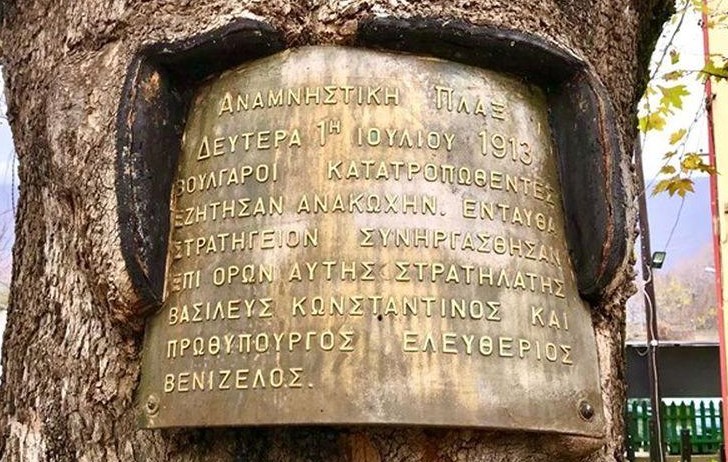 ΑΝΑΜΝΗΣΤΙΚΗ ΠΛΑΞ
ΔΕΥΤΕΡΑ 1Η ΙΟΥΛΙΟΥ 1913
ΒΟΥΛΓΑΡΟΙ ΚΑΤΑΤΡΟΠΩΘΕΝΤΕΣ
ΕΖΗΤΗΣΑΝ ΑΝΑΚΩΧΗΝ. ΕΝΤΑΥΘΑ
ΣΤΡΑΤΗΓΕΙΟΝ ΣΥΝΗΡΓΑΣΘΗΣΑΝ
ΕΠΙ ΟΡΩΝ ΑΥΤΗΣ ΣΤΡΑΤΗΛΑΤΗΣ
ΒΑΣΙΛΕΥΣ ΚΩΝΣΤΑΝΤΙΝΟΣ ΚΑΙ
ΠΡΩΘΥΠΟΥΡΓΟΣ ΕΛΕΥΘΕΡΙΟΣ
ΒΕΝΙΖΕΛΟΣ.